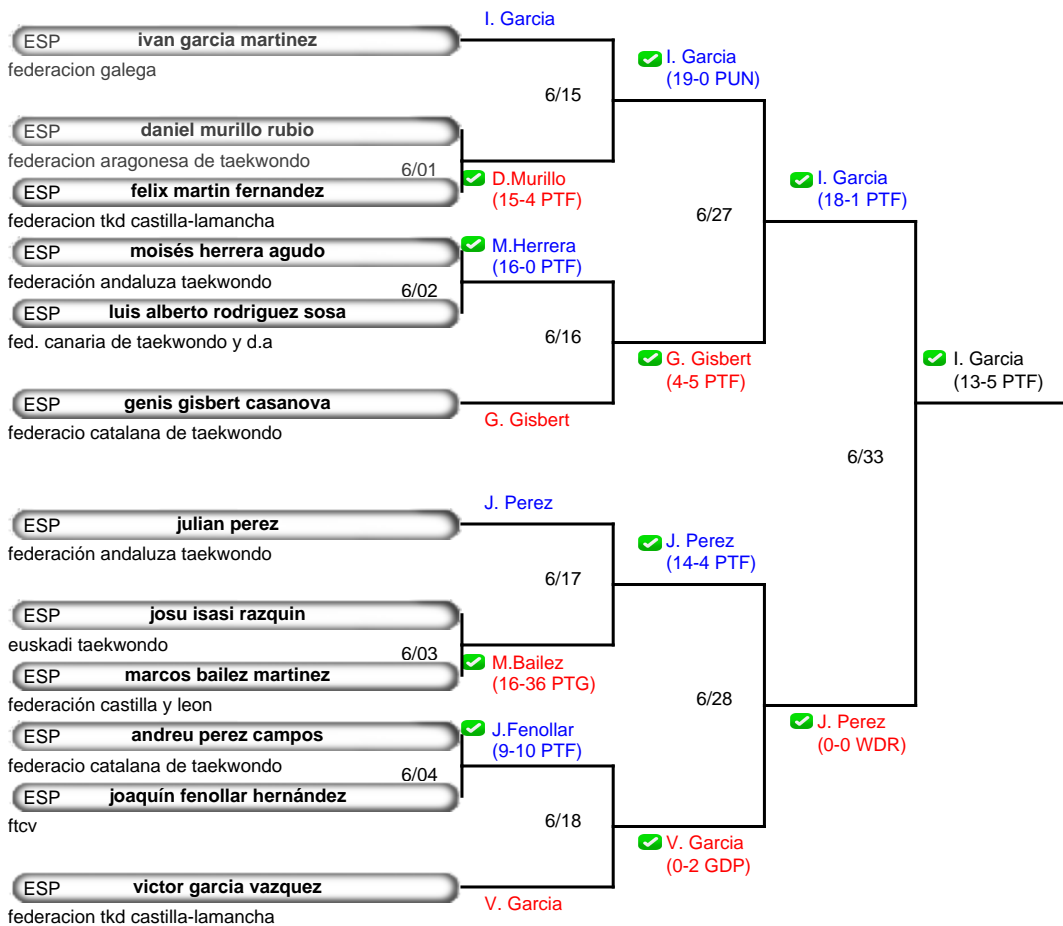 I. Garcia
ESP ivan garcia martinez
federacion galega
I. Garcia
(19-0 PUN)
6/15
ESP daniel murillo rubio
federacion aragonesa de taekwondo
6/01
D.Murillo
(15-4 PTF)
ESP felix martin fernandez
federacion tkd castilla-lamancha
I. Garcia
(18-1 PTF)
6/27
ESP moisés herrera agudo
federación andaluza taekwondo
M.Herrera
(16-0 PTF)
6/02
ESP luis alberto rodriguez sosa
fed. canaria de taekwondo y d.a
6/16
G. Gisbert
(4-5 PTF)
I. Garcia
(13-5 PTF)
ESP genis gisbert casanova
federacio catalana de taekwondo
G. Gisbert
6/33
J. Perez
ESP julian perez
federación andaluza taekwondo
J. Perez
(14-4 PTF)
6/17
ESP josu isasi razquin
euskadi taekwondo
6/03
M.Bailez
(16-36 PTG)
ESP marcos bailez martinez
federación castilla y leon
6/28
J. Perez
(0-0 WDR)
ESP andreu perez campos
federacio catalana de taekwondo
J.Fenollar
(9-10 PTF)
6/04
ESP joaquín fenollar hernández
ftcv
6/18
V. Garcia
(0-2 GDP)
ESP victor garcia vazquez
federacion tkd castilla-lamancha
V. Garcia